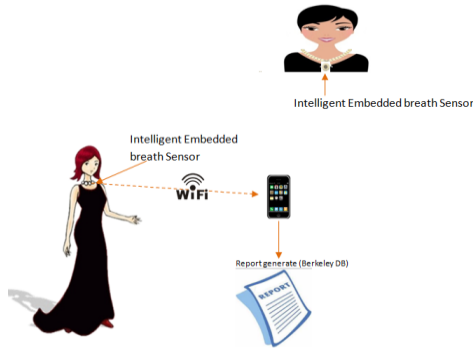 Intelligent Embedded breath Sensor
Intelligent Embedded
breath Sensor
WiFi
Report generate (Berkeley DB)
REPORT